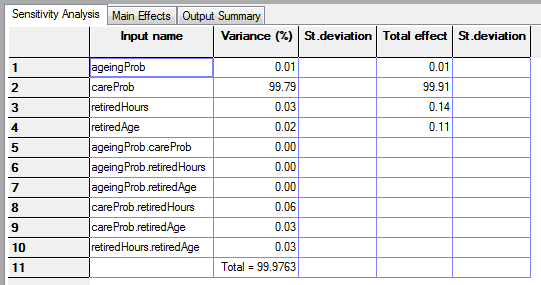 Sensitivity Analysis Main Effects Output Summary
Input name Variance (%) St.deviation Total effect St.deviation
1 ageingProb 0.01 0.01
2 careProb 99.79 99.91
3 retiredHours 0.03 0.14
4 retiredAge 0.02 0.11
5 ageingProb.careProb 0.00
6 ageingProb.retiredHours 0.00
7 ageingProb.retiredAge 0.00
8 careProb.retiredHours 0.06
9 careProb.retiredAge 0.03
10 retiredHours.retiredAge 0.03
11 Total = 99.9763